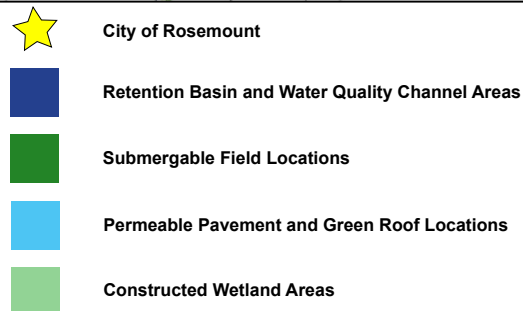 City of Rosemount
Retention Basin and Water Quality Channel Areas
Submergable Field Locations
Permeable Pavement and Green Roof Locations
Constructed Wetland Areas